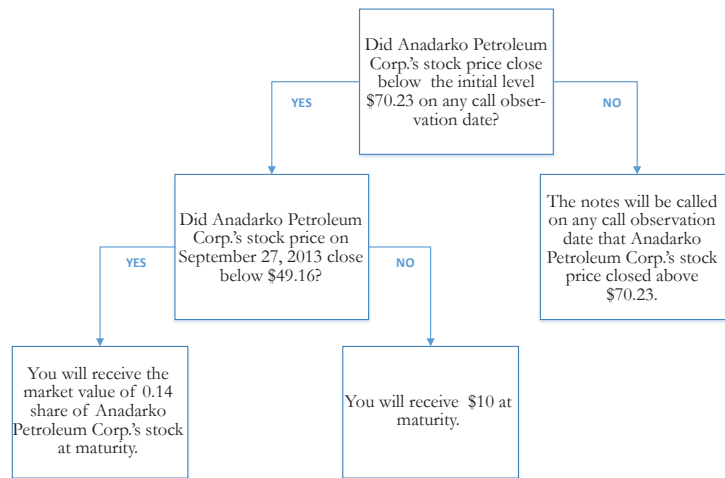 Did Anadarko Petroleum
Corp.'s stock price close
below the initial level
$70.23 on any call obser-
vation date?
YES
NO
Did Anadarko Petroleum
Corp.'s stock price on
September 27, 2013 close
below $49.16?
The notes will be called
on any call observation
date that Anadarko
Petroleum Corp.'s stock
price closed above
$70.23.
YES
NO
You will receive the
market value of 0.14
share of Anadarko
Petroleum Corp.'s stock
at maturity.
You will receive $10 at
maturity.